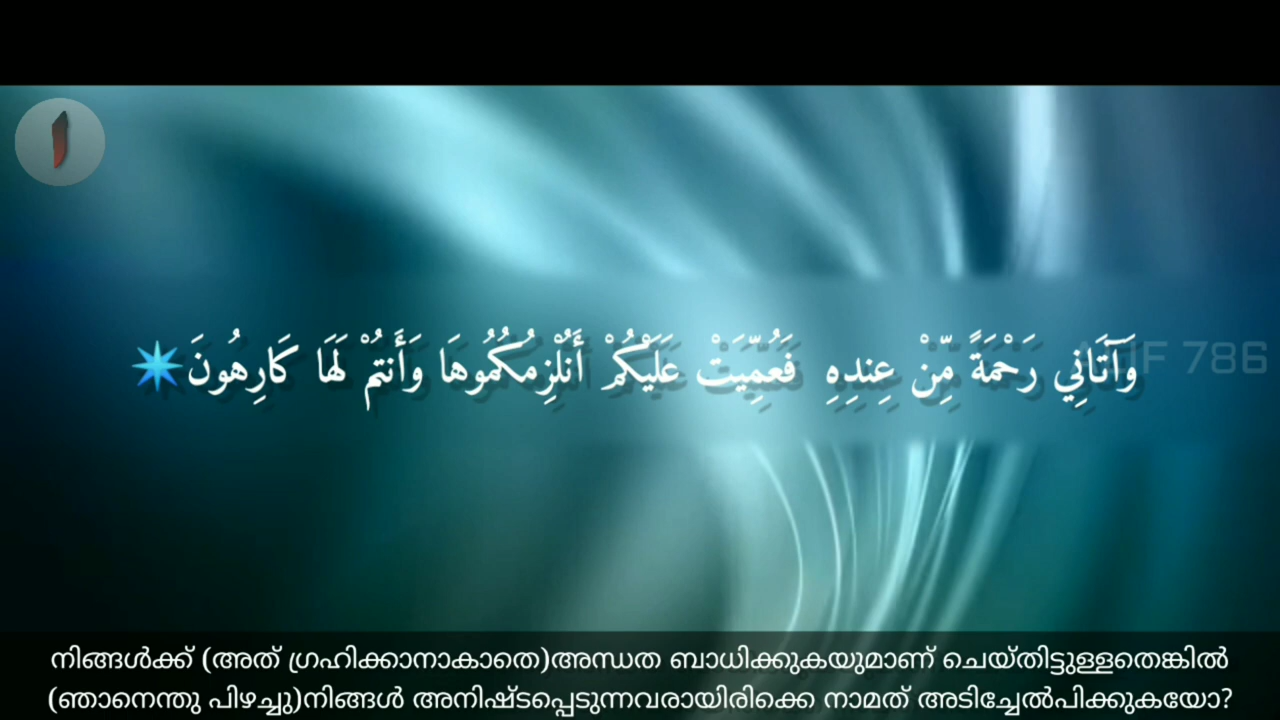 وَآتَانِي رَحْمَةً مِّنْ عِندِهِ فَعُمِّيَتْ عَلَيْكُمْ أَنُلْزِمُكُمُوهَا وَأَنتُمْ لَهَا كَارِهُونَ
നിങ്ങൾക്ക് (അത് ഗ്രഹിക്കാനാകാതെ)അന്ധത ബാധിക്കുകയുമാണ് ചെയ്തിട്ടുള്ളതെങ്കിൽ
(ഞാനെന്തു പിഴച്ചു)നിങ്ങൾ അനിഷ്ടപ്പെടുന്നവരായിരിക്കെ നാമത് അടിച്ചേൽപിക്കുകയോ?